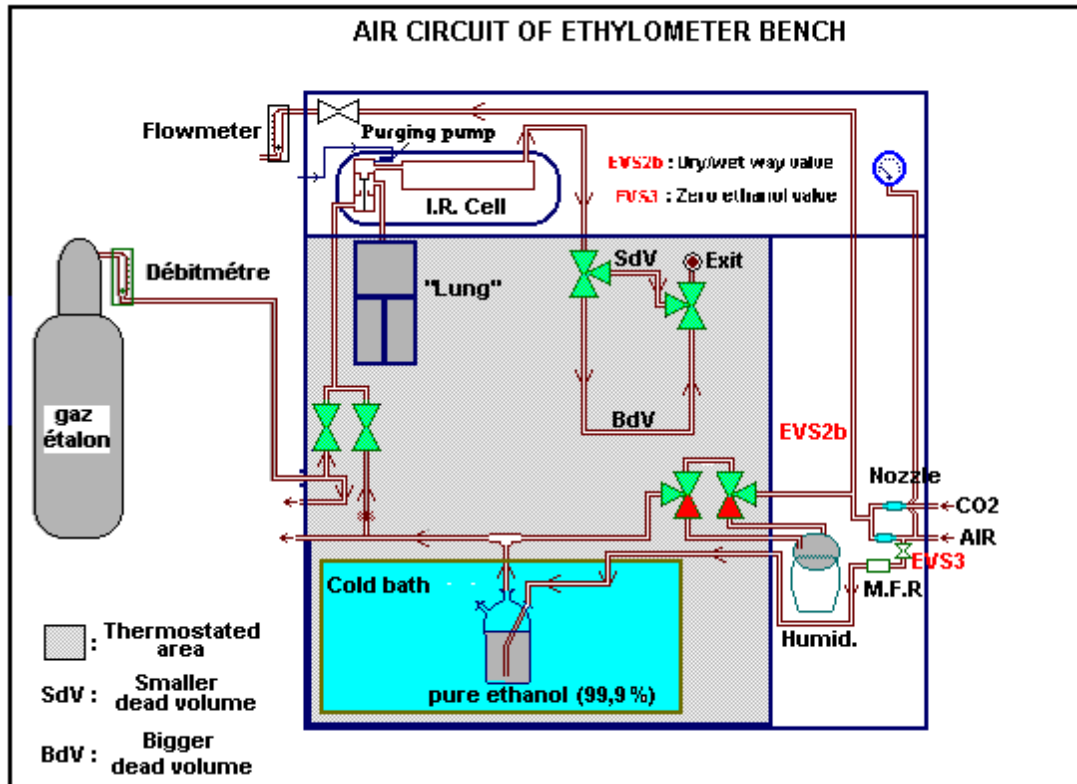 AIR CIRCUIT OF ETHYLOMETER BENCH
Flowmeter
Purging pump
EVS2b : Dry/wet way valve
EVS3 : Zero ethanol valve
I.R. Cell
Débitmétre
"Lung"
SdV
Exit
gaz
étalon
BdV
EVS2b
Nozzle
CO2
AIR
EVS3
M.F.R
Humid.
Cold bath
pure ethanol (99,9%)
: Thermostated
area
SdV : Smaller
dead volume
BdV : Bigger
dead volume